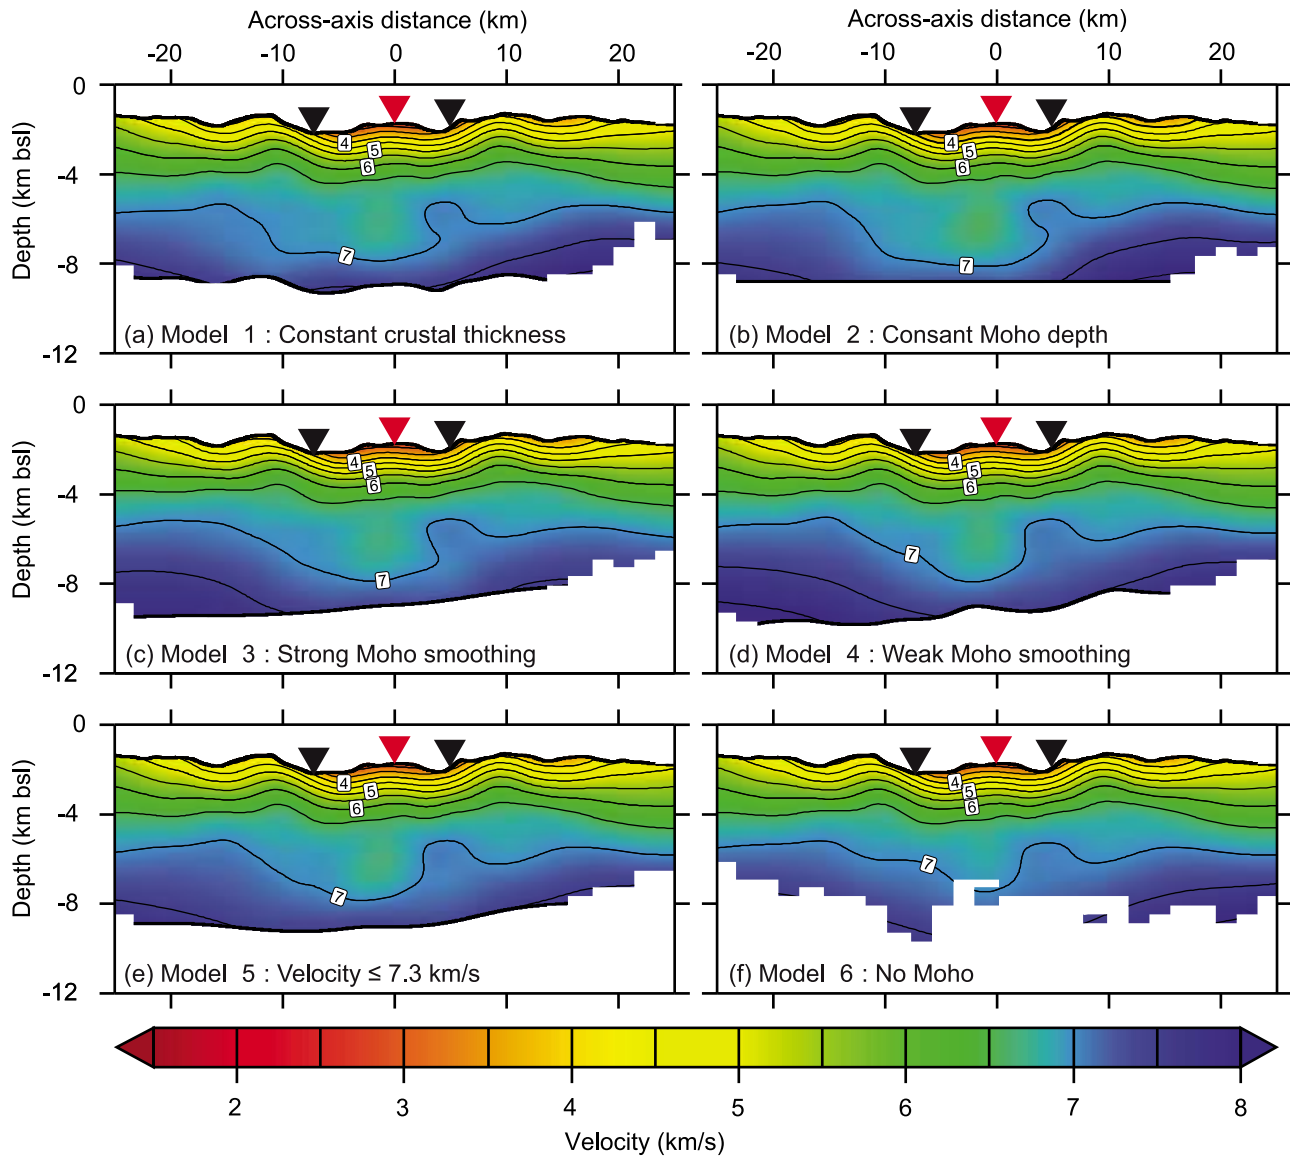 Across-axis distance (km) Across-axis distance (km)
-20 -10 0 10 20 -20 -10 0 10 20
0
-4
-8
-12
Depth (km bsl)
4 5 6 7
(a) Model 1 : Constant crustal thickness
4 5 6 7
(b) Model 2 : Consant Moho depth
0
-4
-8
-12
Depth (km bsl)
4 5 6 7
(c) Model 3 : Strong Moho smoothing
4 5 6 7
(d) Model 4 : Weak Moho smoothing
0
-4
-8
-12
Depth (km bsl)
4 5 6 7
(e) Model 5 : Velocity ≤ 7.3 km/s
4 5 6 7
(f) Model 6 : No Moho
2 3 4 5 6 7 8
Velocity (km/s)